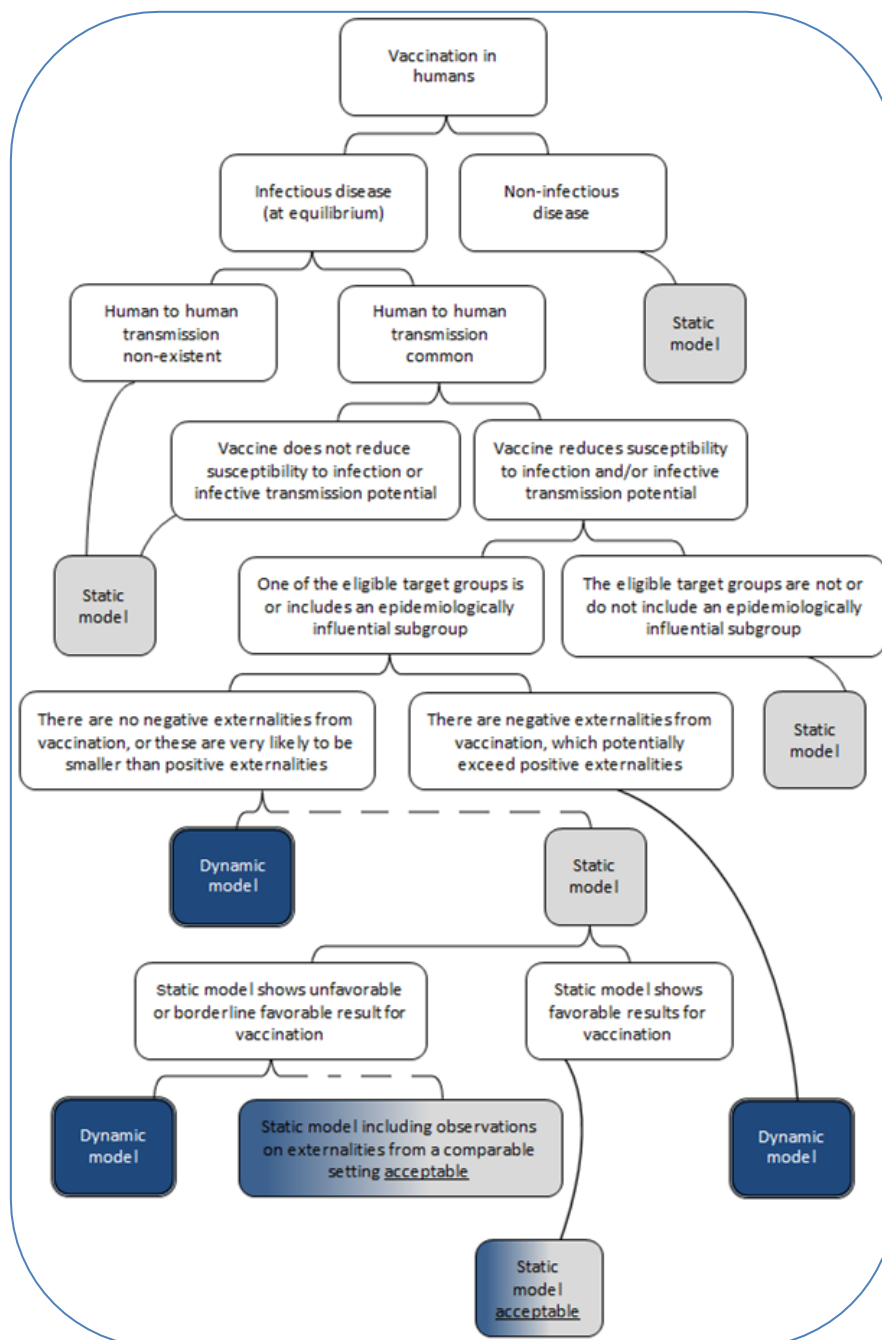 Vaccination in
humans
Infectious disease
(at equilibrium)
Non-infectious
disease
Human to human
transmission
non-existent
Human to human
transmission
common
Static
model
Vaccine does not reduce
susceptibility to infection or
infective transmission potential
Vaccine reduces susceptibility
to infection and/or infective
transmission potential
Static
model
One of the eligible target groups is
or includes an epidemiologically
influential subgroup
The eligible target groups are not or
do not include an epidemiologically
influential subgroup
There are no negative externalities from
vaccination, or these are very likely to be
smaller than positive externalities
There are negative externalities from
vaccination, which potentially
exceed positive externalities
Static
model
Dynamic
model
Static
model
Static model shows unfavorable
or borderline favorable result for
vaccination
Static model shows
favorable results for
vaccination
Dynamic
model
Static model including observations
on externalities from a comparable
setting acceptable
Dynamic
model
Static
model
acceptable